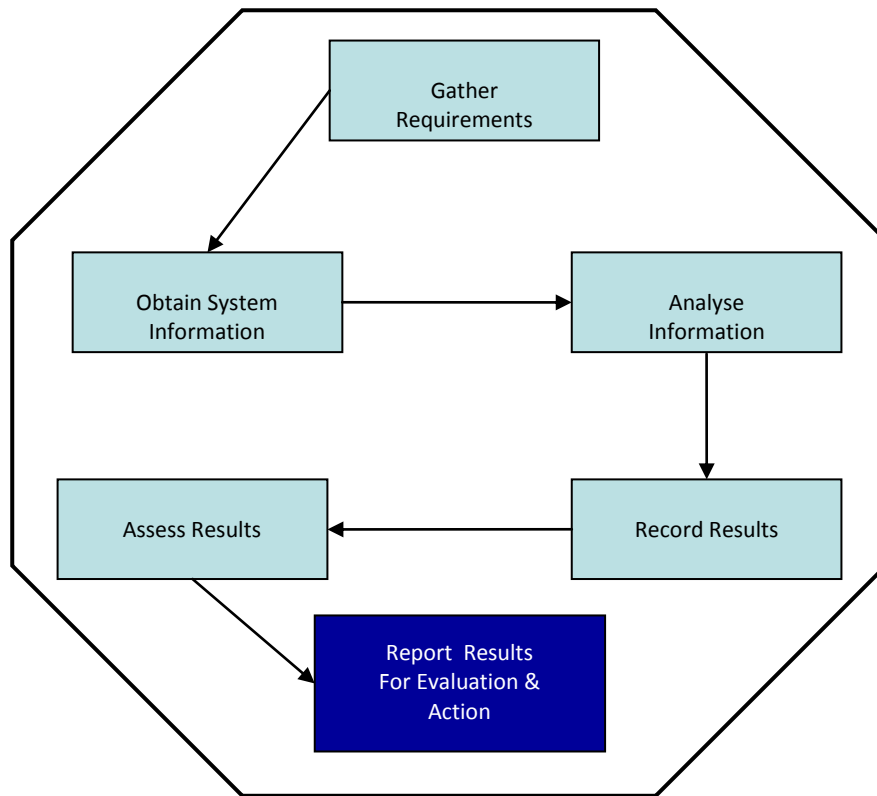 Gather
Requirements
Obtain System
Information
Analyse
Information
Assess Results
Record Results
Report Results
For Evaluation &
Action